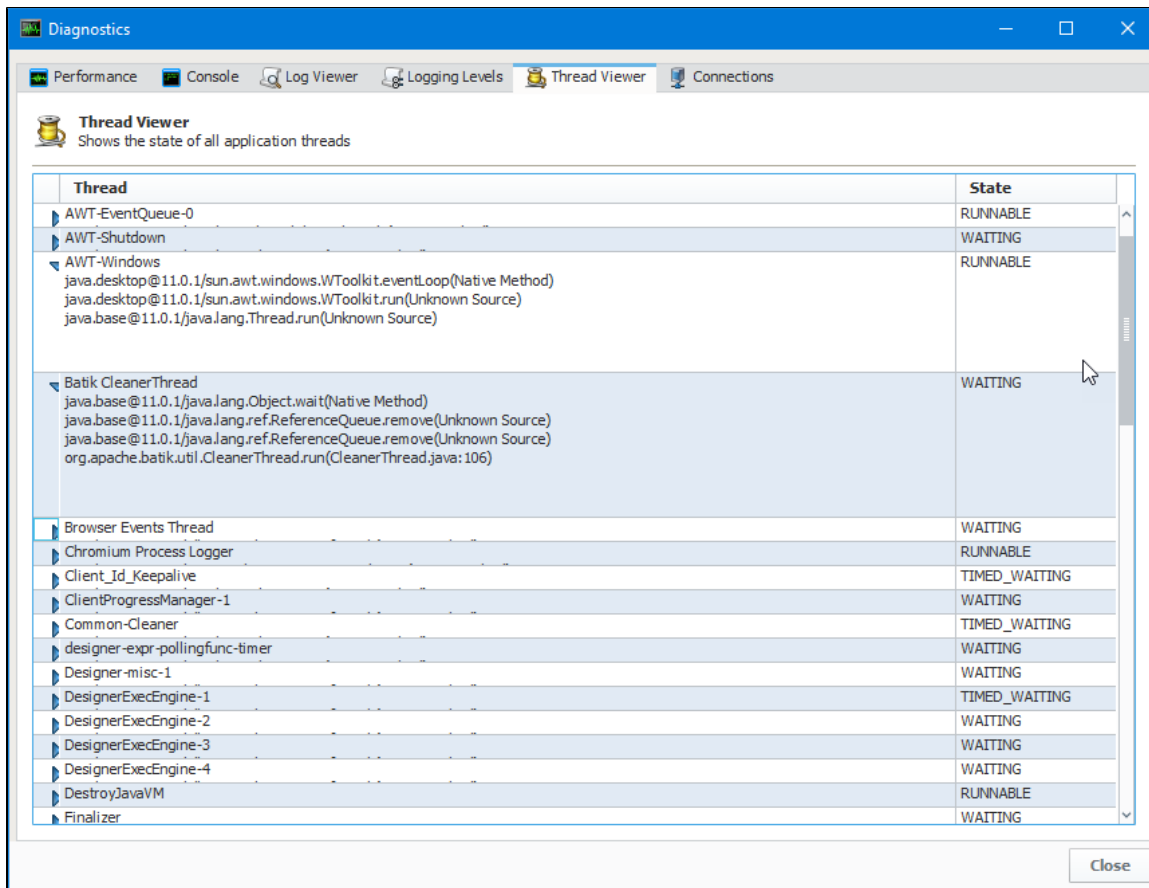 Diagnostics
Performance Console Log Viewer Logging Levels Thread Viewer Connections
Thread Viewer
Shows the state of all application threads
Thread State
AWT-EventQueue-0 RUNNABLE
AWT-Shutdown WAITING
AWT-Windows RUNNABLE
java.desktop@11.0.1/sun.awt.windows.WToolkit.eventLoop(Native Method)
java.desktop@11.0.1/sun.awt.windows.WToolkit.run(Unknown Source)
java.base@11.0.1/java.lang.Thread.run(Unknown Source)
Batik CleanerThread WAITING
java.base@11.0.1/java.lang.Object.wait(Native Method)
java.base@11.0.1/java.lang.ref.ReferenceQueue.remove(Unknown Source)
java.base@11.0.1/java.lang.ref.ReferenceQueue.remove(Unknown Source)
org.apache.batik.util.CleanerThread.run(CleanerThread.java:106)
Browser Events Thread WAITING
Chromium Process Logger RUNNABLE
Client_Id_Keepalive TIMED_WAITING
ClientProgressManager-1 WAITING
Common-Cleaner TIMED_WAITING
designer-expr-pollingfunc-timer WAITING
Designer-misc-1 WAITING
DesignerExecEngine-1 TIMED_WAITING
DesignerExecEngine-2 WAITING
DesignerExecEngine-3 WAITING
DesignerExecEngine-4 WAITING
DestroyJavaVM RUNNABLE
Finalizer WAITING
Close